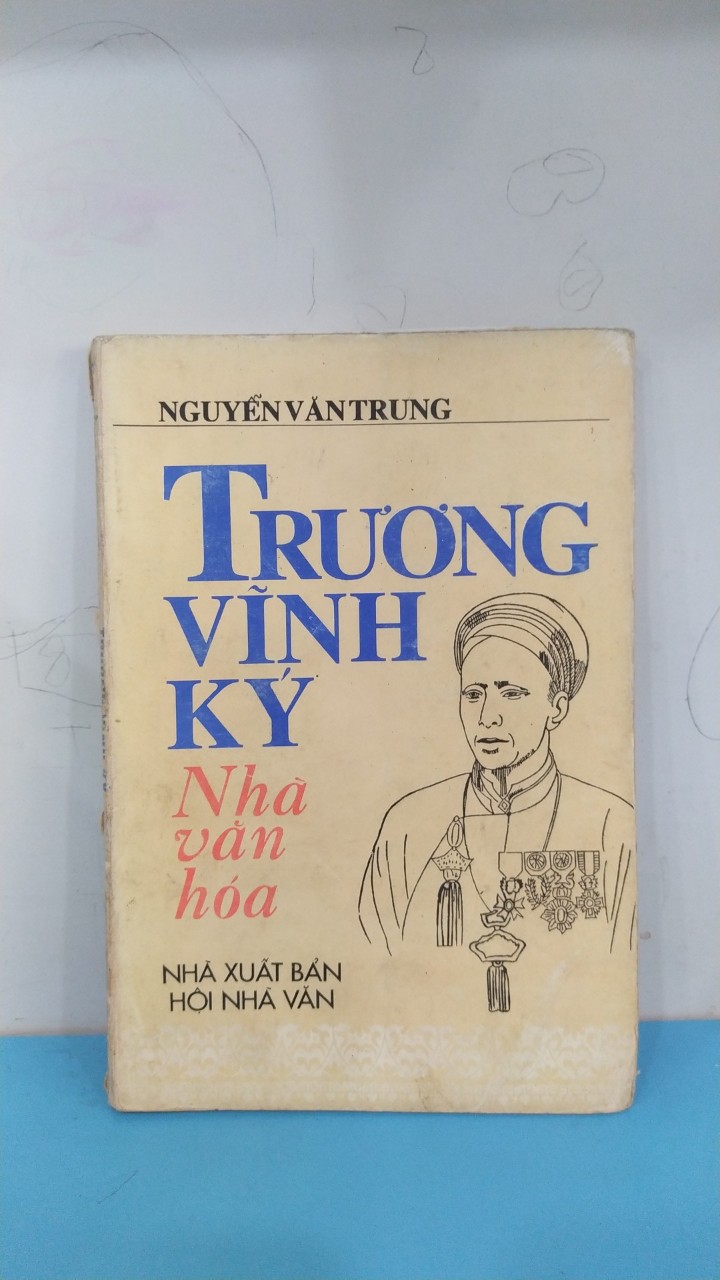 NGUYỄN VĂN TRUNG
TRƯƠNG
VĨNH
KÝ
Nhà
văn
hóa
NHÀ XUẤT BẢN
HỘI NHÀ VĂN